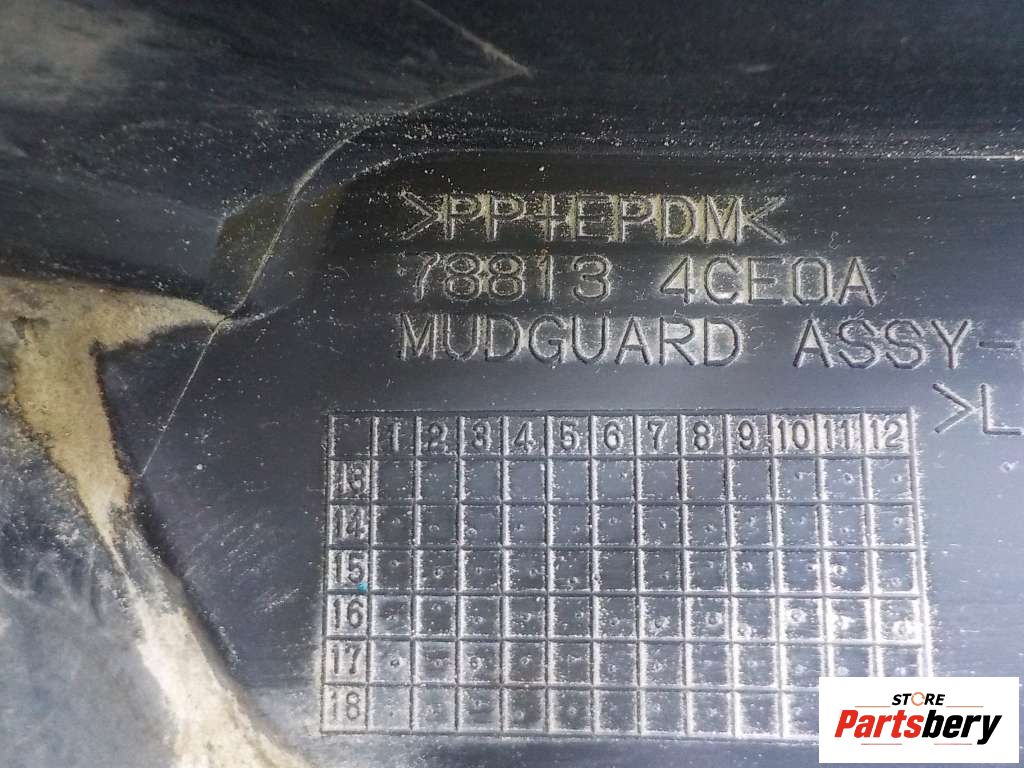 >PP+EPDM<
78813 4CE0A
MUDGUARD ASSY-
>L
1 2 3 4 5 6 7 8 9 10 11 12
13
14
15
16
17
18
STORE
Partsbery